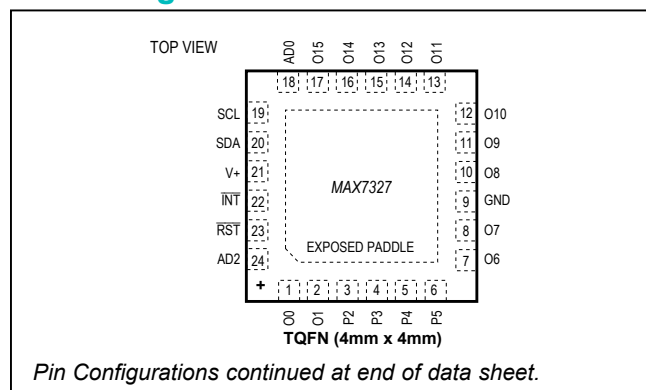 TOP VIEW
AD0 O15 O14 O13 O12 O11
18 17 16 15 14 13
SCL 19 12 O10
SDA 20 11 O9
V+ 21 10 O8
MAX7327
INT 22 9 GND
RST 23 8 O7
EXPOSED PADDLE
AD2 24 7 O6
+ 1 2 3 4 5 6
O0 O1 P2 P3 P4 P5
TQFN (4mm x 4mm)
Pin Configurations continued at end of data sheet.